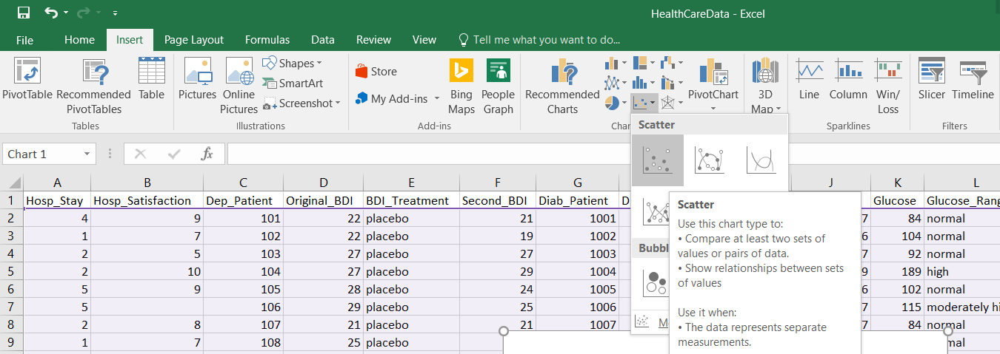 HealthCareData - Excel
File Home Insert Page Layout Formulas Data Review View Tell me what you want to do...
PivotTable Recommended PivotTables Table
Tables
Pictures Online Pictures Shapes SmartArt Screenshot
Illustrations
Store My Add-ins Bing Maps People Graph
Add-ins
Recommended Charts PivotChart
3D Map
Line Column Win/Loss
Sparklines
Slicer Timeline
Filters
Chart 1 fx
A B C D E F G J K L
1 Hosp_Stay Hosp_Satisfaction Dep_Patient Original_BDI BDI_Treatment Second_BDI Diab_Patient D Glucose Glucose_Rang
2 4 9 101 22 placebo 21 1001 7 84 normal
3 1 7 102 22 placebo 19 1002 6 104 normal
4 2 5 103 27 placebo 27 1003 7 92 normal
5 2 10 104 27 placebo 29 1004 9 189 high
6 5 9 105 28 placebo 24 1005 6 102 normal
7 5 106 29 placebo 25 1006 7 115 moderately hi
8 2 8 107 21 placebo 21 1007 7 84 normal
9 1 7 108 25 placebo mal
Scatter
Bubbl
Scatter
Use this chart type to:
• Compare at least two sets of
values or pairs of data.
• Show relationships between sets
of values
Use it when:
• The data represents separate
measurements.